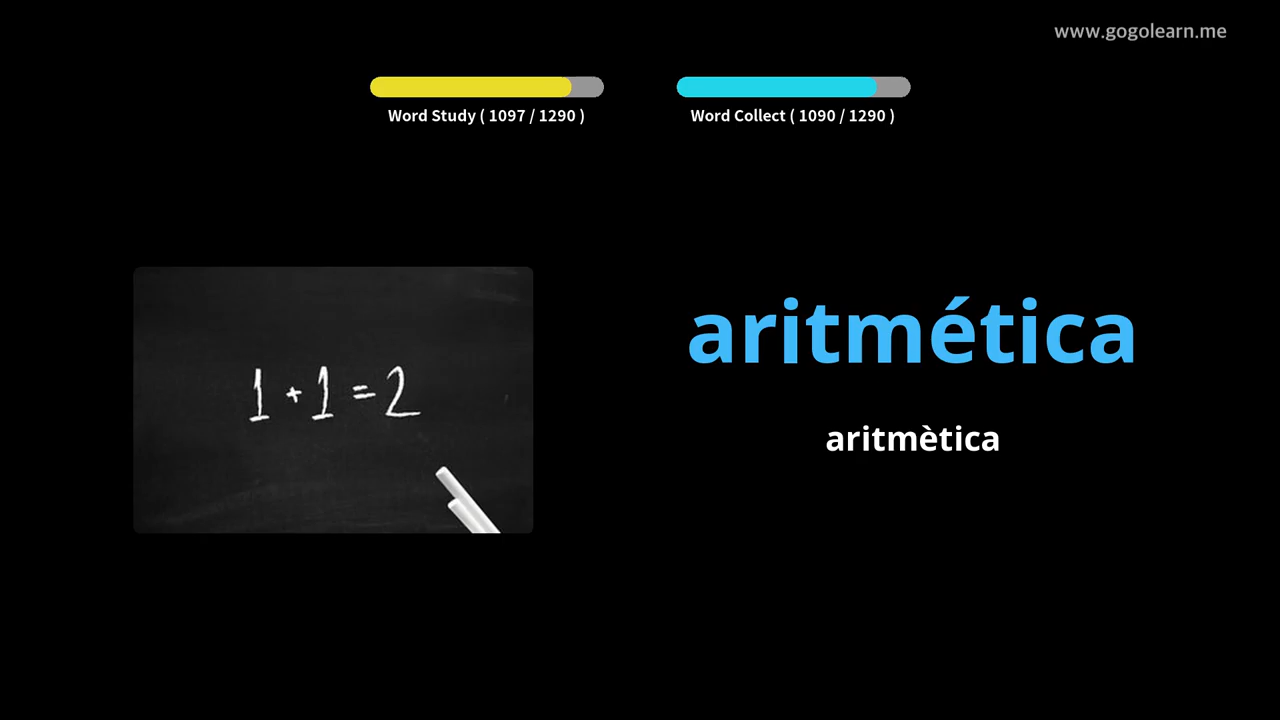 www.gogolearn.me
Word Study ( 1097 / 1290 )
Word Collect ( 1090 / 1290 )
1 + 1 = 2
aritmética
aritmètica